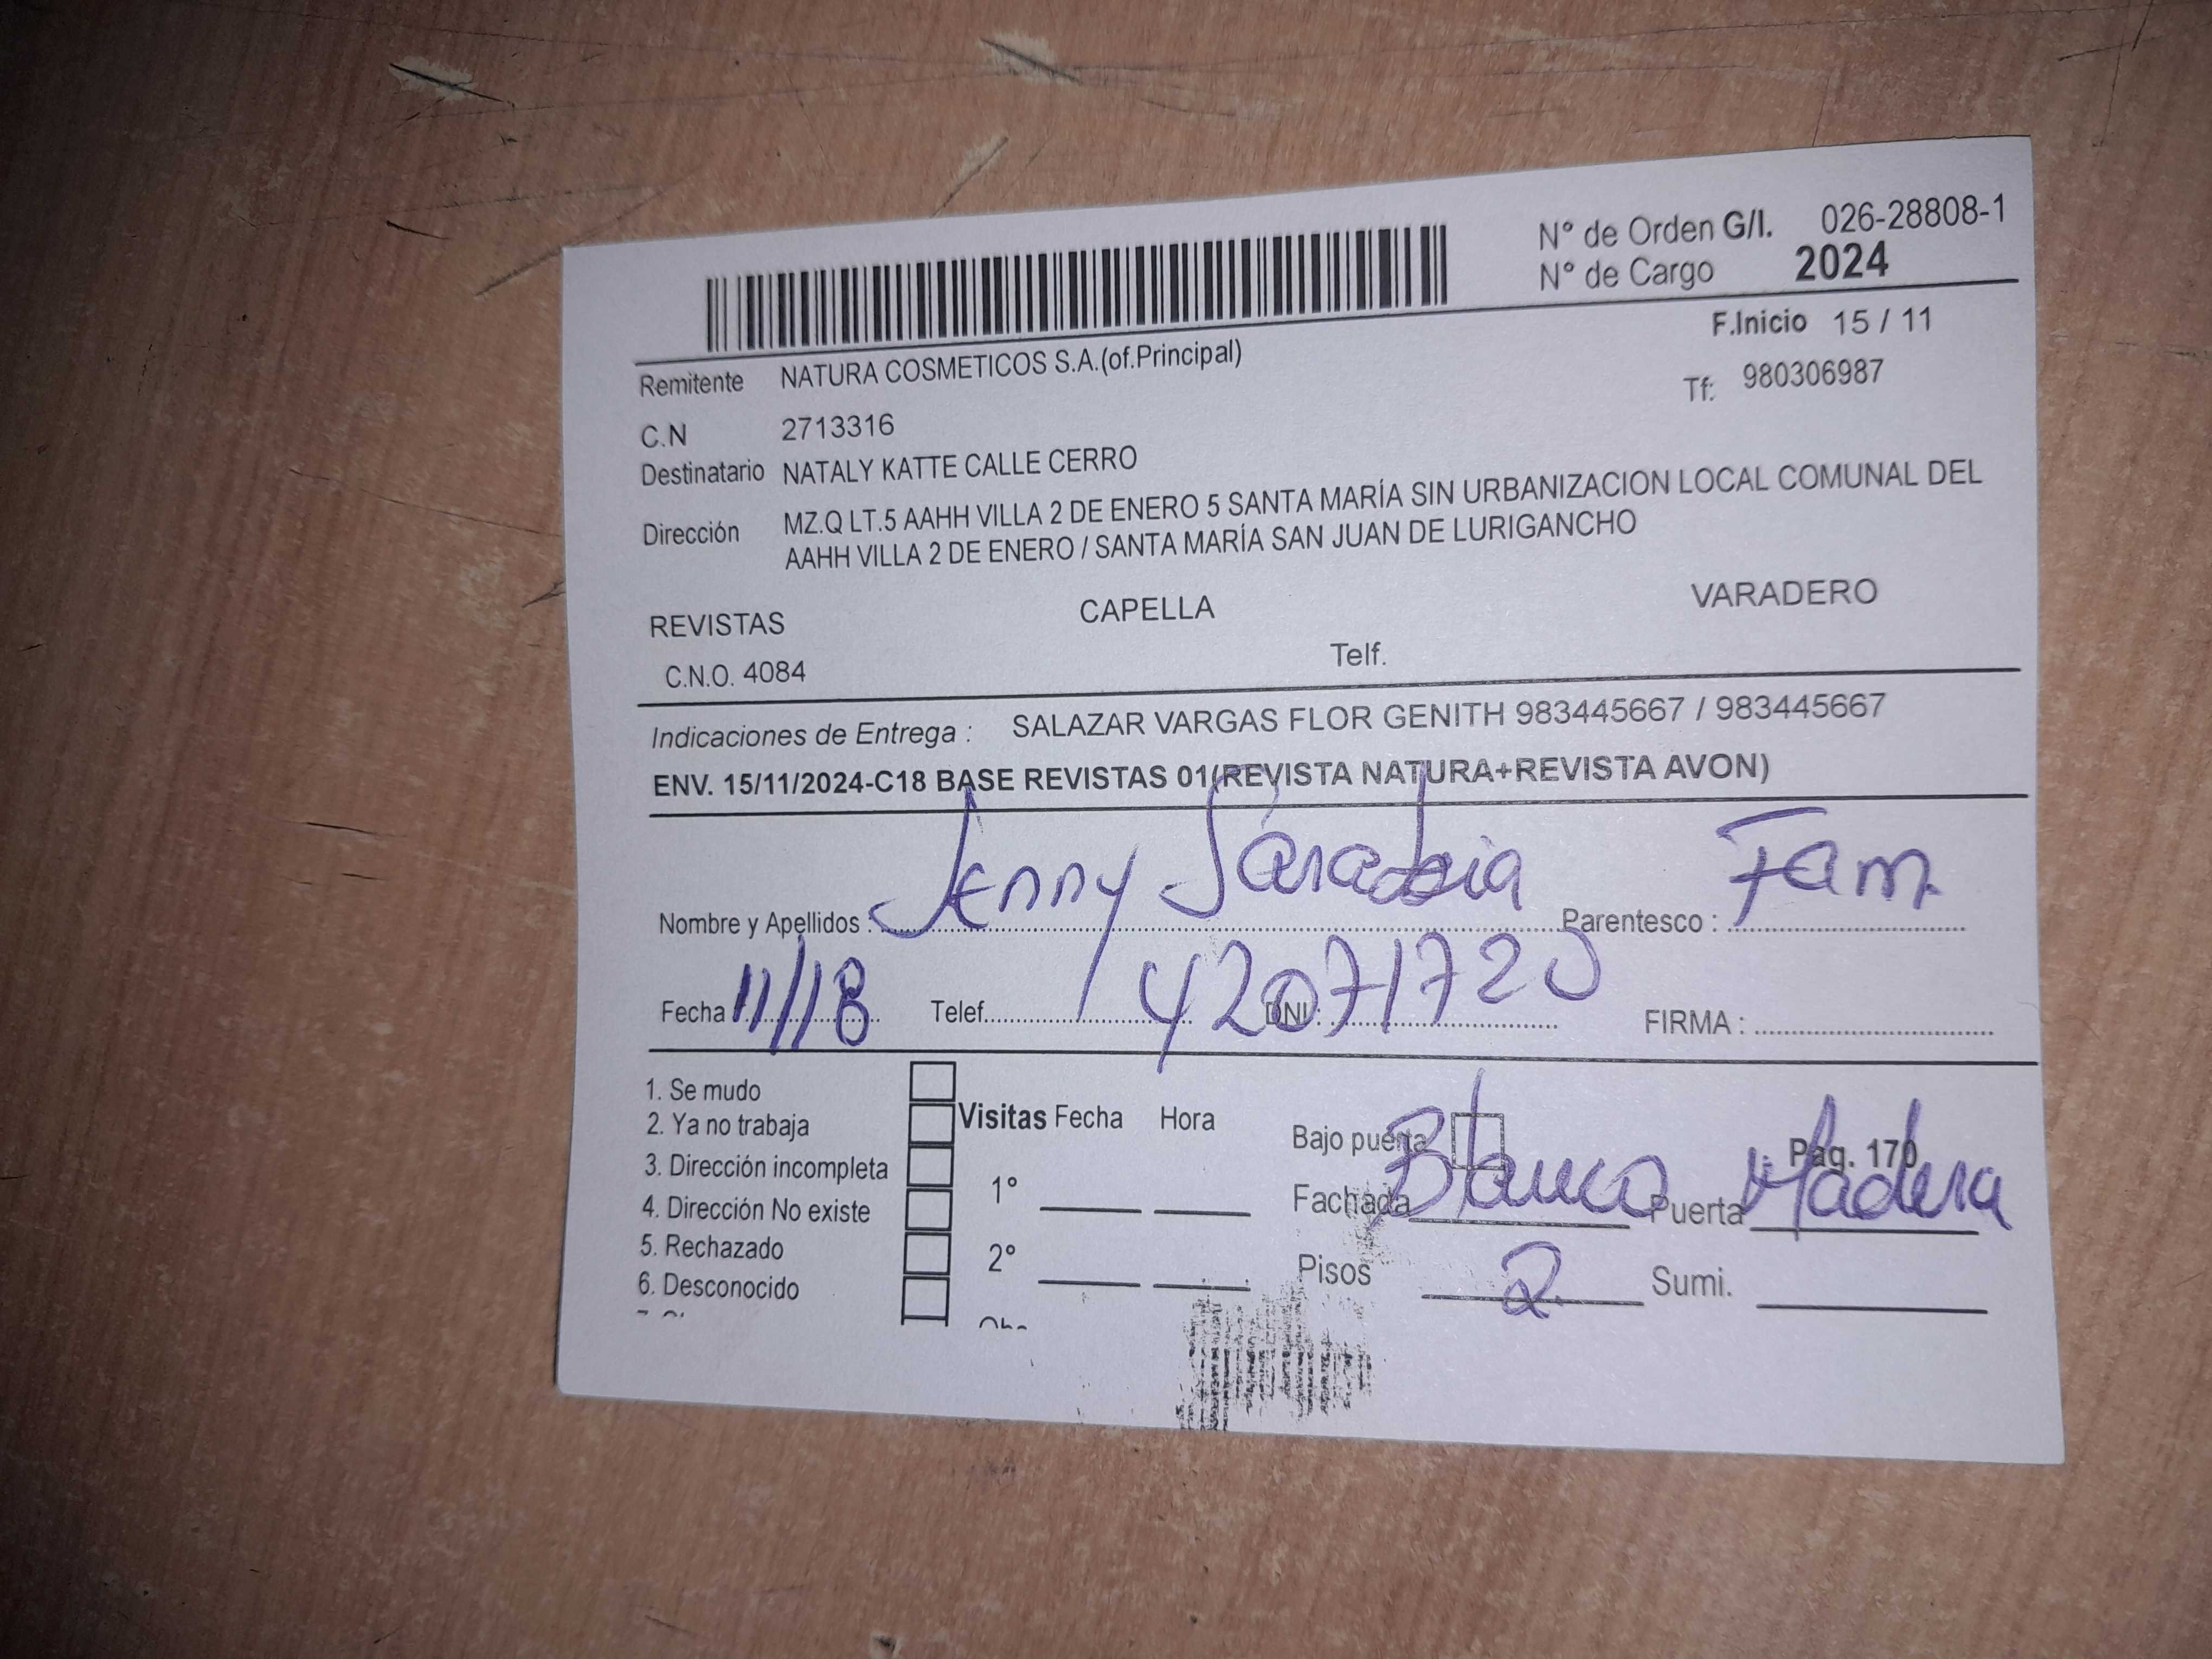 N° de Orden G/I. 026-28808-1
N° de Cargo 2024
F.Inicio 15 / 11
Remitente NATURA COSMETICOS S.A.(of.Principal)
Tf: 980306987
C.N 2713316
Destinatario NATALY KATTE CALLE CERRO
Dirección MZ.Q LT.5 AAHH VILLA 2 DE ENERO 5 SANTA MARÍA SIN URBANIZACION LOCAL COMUNAL DEL
AAHH VILLA 2 DE ENERO / SANTA MARÍA SAN JUAN DE LURIGANCHO
REVISTAS CAPELLA VARADERO
C.N.O. 4084 Telf.
Indicaciones de Entrega : SALAZAR VARGAS FLOR GENITH 983445667 / 983445667
ENV. 15/11/2024-C18 BASE REVISTAS 01(REVISTA NATURA+REVISTA AVON)
Nombre y Apellidos : Jenny Sarabia Parentesco : Fam.
Fecha 11/18 Telef. DNI : 42071720 FIRMA :
1. Se mudo
2. Ya no trabaja
3. Dirección incompleta
4. Dirección No existe
5. Rechazado
6. Desconocido
Visitas Fecha Hora
1°
2°
Bajo puerta Pag. 170
Fachada Blanco Puerta Madera
Pisos 2 Sumi.